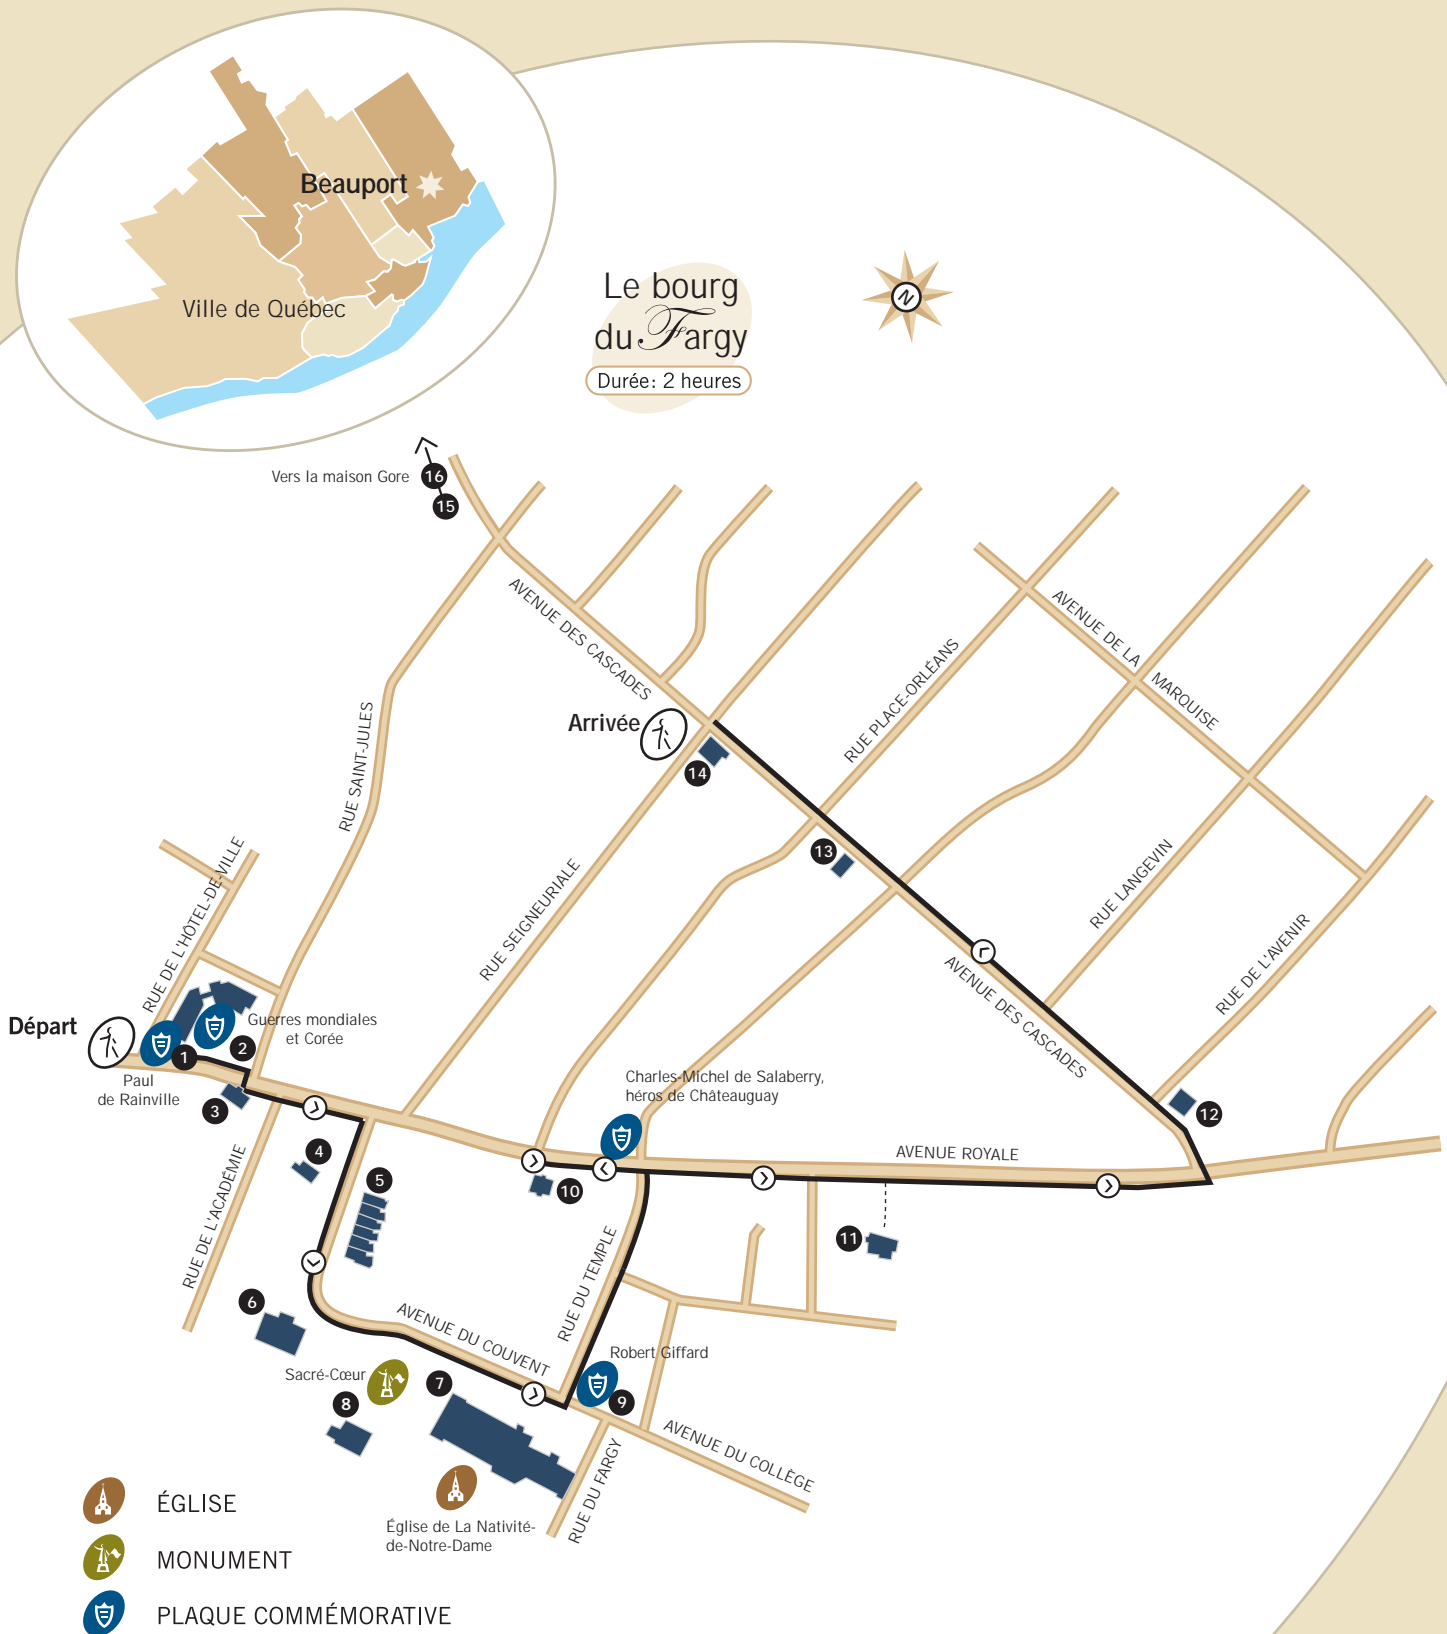 Beauport
Ville de Québec
Le bourg
du Fargy
Durée: 2 heures
N
Vers la maison Gore
16
15
AVENUE DES CASCADES
AVENUE DE LA MARQUISE
RUE PLACE-ORLÉANS
RUE SAINT-JULES
Arrivée
14
13
RUE DE L'HÔTEL-DE-VILLE
RUE SEIGNEURIALE
RUE LANGEVIN
RUE DE L'AVENIR
AVENUE DES CASCADES
Départ
Guerres mondiales
et Corée
1
2
Paul
de Rainville
3
Charles-Michel de Salaberry,
héros de Châteauguay
12
4
5
10
AVENUE ROYALE
RUE DE L'ACADÉMIE
11
RUE DU TEMPLE
6
AVENUE DU COUVENT
Robert Giffard
Sacré-Cœur
7
8
9
AVENUE DU COLLÈGE
RUE DU FARGY
Église de La Nativité-
de-Notre-Dame
ÉGLISE
MONUMENT
PLAQUE COMMÉMORATIVE